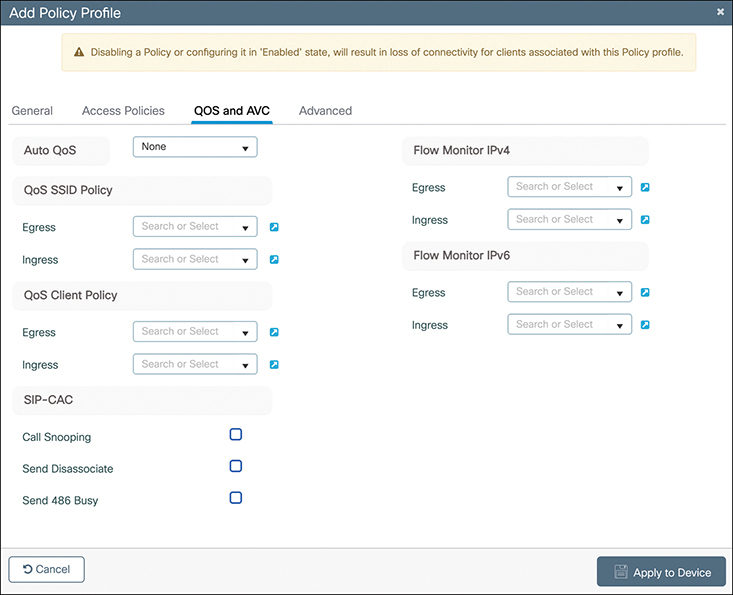 Add Policy Profile
Disabling a Policy or configuring it in 'Enabled' state, will result in loss of connectivity for clients associated with this Policy profile.
General Access Policies QOS and AVC Advanced
Auto QoS None
QoS SSID Policy
Egress Search or Select
Ingress Search or Select
QoS Client Policy
Egress Search or Select
Ingress Search or Select
SIP-CAC
Call Snooping
Send Disassociate
Send 486 Busy
Flow Monitor IPv4
Egress Search or Select
Ingress Search or Select
Flow Monitor IPv6
Egress Search or Select
Ingress Search or Select
Cancel
Apply to Device